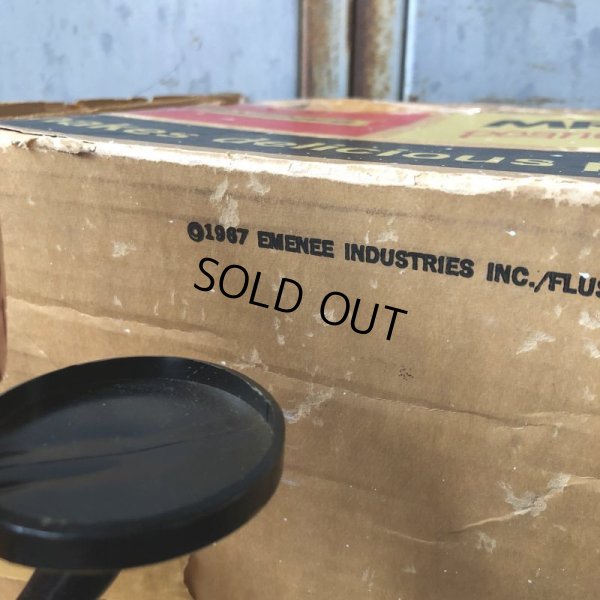 makes delicious
©1967 EMENEE INDUSTRIES INC./FLUS
SOLD OUT